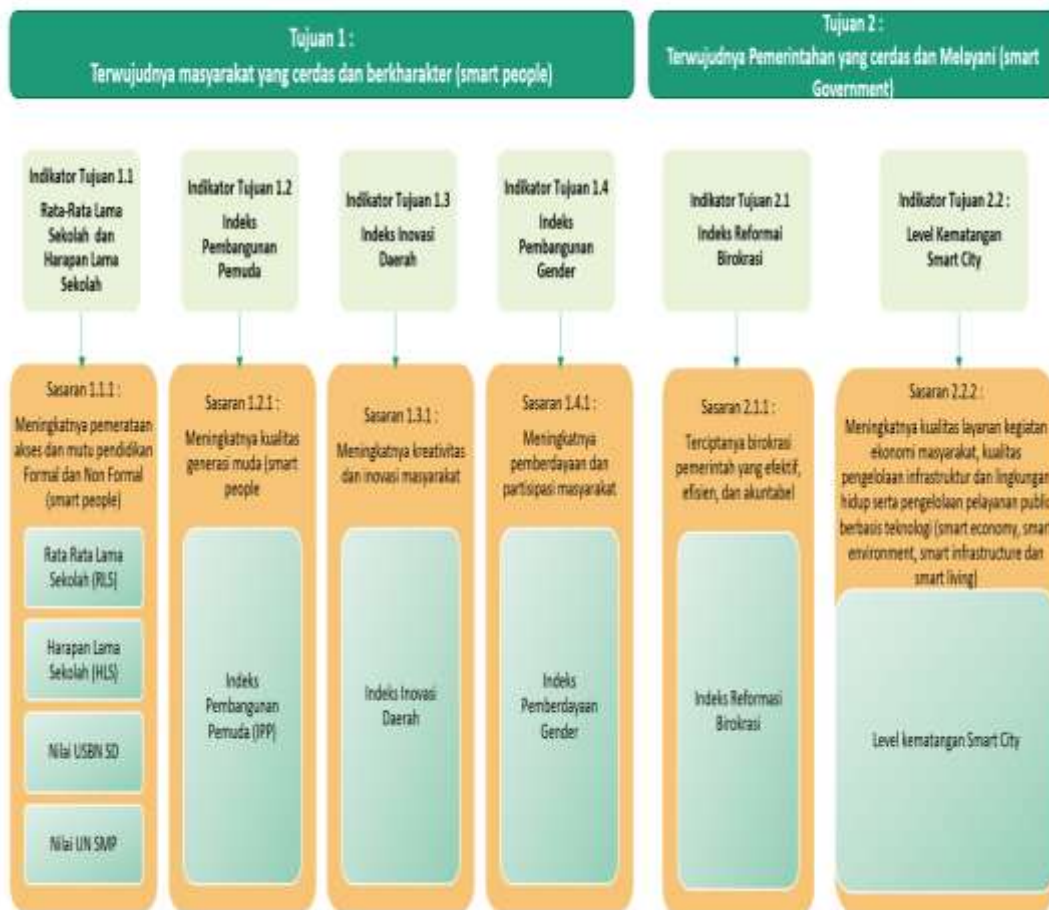 Tujuan 1 :
Terwujudnya masyarakat yang cerdas dan berkharakter (smart people)
Tujuan 2 :
Terwujudnya Pemerintahan yang cerdas dan Melayani (smart
Government)
Indikator Tujuan 1.1
Rata-Rata Lama
Sekolah dan
Harapan Lama
Sekolah
Indikator Tujuan 1.2
Indeks
Pembangunan
Pemuda
Indikator Tujuan 1.3
Indeks Inovasi
Daerah
Indikator Tujuan 1.4
Indeks
Pembangunan
Gender
Indikator Tujuan 2.1
Indeks Reformai
Birokrasi
Indikator Tujuan 2.2 :
Level Kematangan
Smart City
Sasaran 1.1.1 :
Meningkatnya pemerataan
akses dan mutu pendidikan
Formal dan Non Formal
(smart people)
Rata Rata Lama
Sekolah (RLS)
Harapan Lama
Sekolah (HLS)
Nilai USBN SD
Nilai UN SMP
Sasaran 1.2.1 :
Meningkatnya kualitas
generasi muda (smart
people
Indeks
Pembangunan
Pemuda (IPP)
Sasaran 1.3.1 :
Meningkatnya kreativitas
dan inovasi masyarakat
Indeks Inovasi
Daerah
Sasaran 1.4.1 :
Meningkatnya
pemberdayaan dan
partisipasi masyarakat
Indeks
Pemberdayaan
Gender
Sasaran 2.1.1 :
Terciptanya birokrasi
pemerintah yang efektif,
efisien, dan akuntabel
Indeks Reformasi
Birokrasi
Sasaran 2.2.2 :
Meningkatnya kualitas layanan kegiatan
ekonomi masyarakat, kualitas
pengelolaan infrastruktur dan lingkungan
hidup serta pengelolaan pelayanan public
berbasis teknologi (smart economy, smart
environment, smart infrastructure dan
smart living)
Level kematangan Smart City